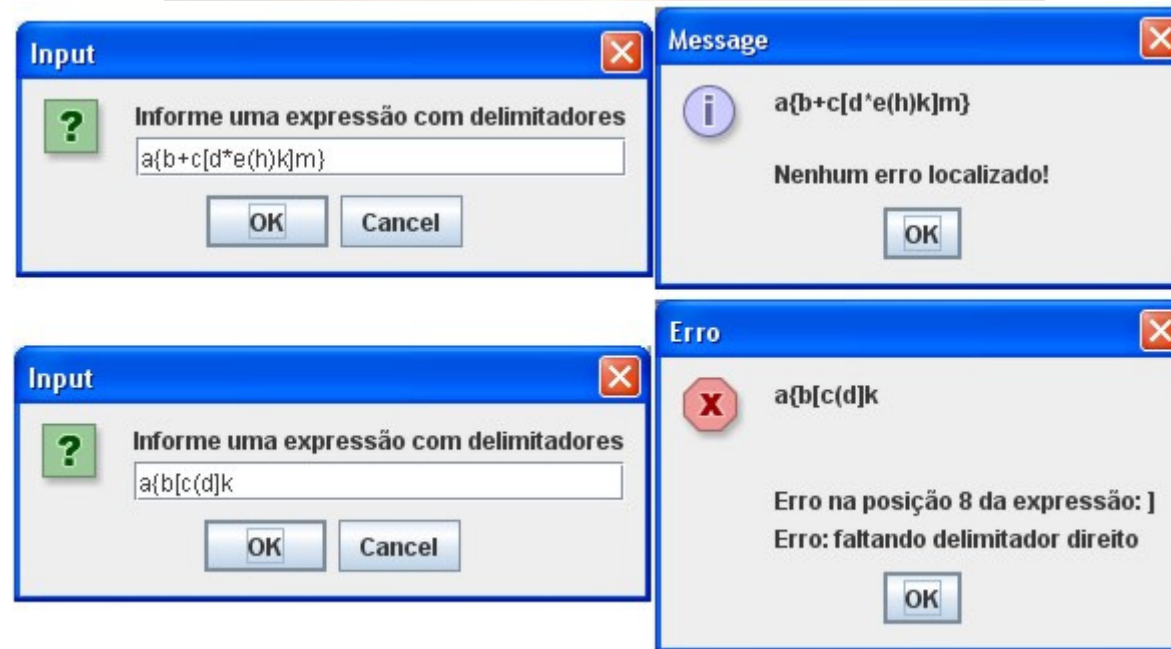 Input
Informe uma expressão com delimitadores
a{b+c[d*e(h)k]m}
OK
Cancel
Message
a{b+c[d*e(h)k]m}
Nenhum erro localizado!
OK
Input
Informe uma expressão com delimitadores
a{b[c(d]k
OK
Cancel
Erro
a{b[c(d]k
Erro na posição 8 da expressão: ]
Erro: faltando delimitador direito
OK